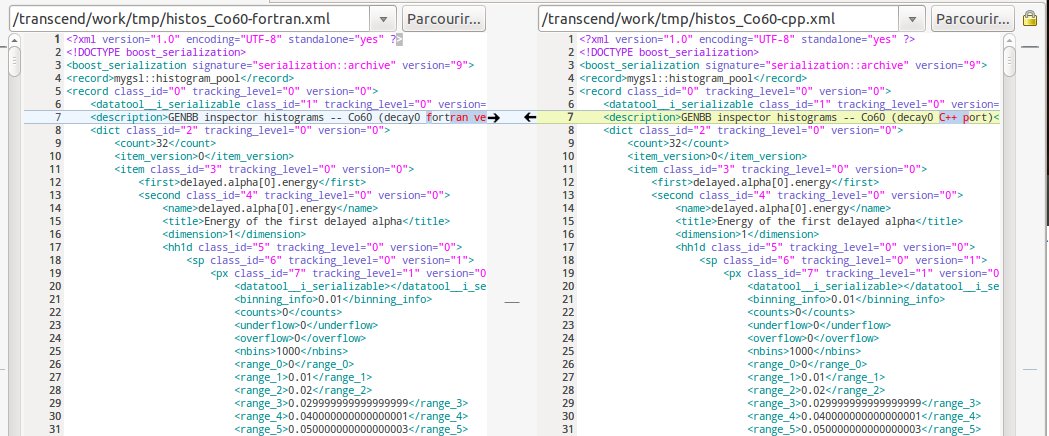 /transcend/work/tmp/histos_Co60-fortran.xml Parcourir...
1 <?xml version="1.0" encoding="UTF-8" standalone="yes" ?>
2 <!DOCTYPE boost_serialization>
3 <boost_serialization signature="serialization::archive" version="9">
4 <record>mygsl::histogram_pool</record>
5 <record class_id="0" tracking_level="0" version="0">
6 <datatool__i_serializable class_id="1" tracking_level="0" version=
7 <description>GENBB inspector histograms -- Co60 (decay0 fortran ve
8 <dict class_id="2" tracking_level="0" version="0">
9 <count>32</count>
10 <item_version>0</item_version>
11 <item class_id="3" tracking_level="0" version="0">
12 <first>delayed.alpha[0].energy</first>
13 <second class_id="4" tracking_level="0" version="0">
14 <name>delayed.alpha[0].energy</name>
15 <title>Energy of the first delayed alpha</title>
16 <dimension>1</dimension>
17 <hh1d class_id="5" tracking_level="0" version="0">
18 <sp class_id="6" tracking_level="0" version="1">
19 <px class_id="7" tracking_level="1" version="0
20 <datatool__i_serializable></datatool__i_se
21 <binning_info>0.01</binning_info>
22 <counts>0</counts>
23 <underflow>0</underflow>
24 <overflow>0</overflow>
25 <nbins>1000</nbins>
26 <range_0>0</range_0>
27 <range_1>0.01</range_1>
28 <range_2>0.02</range_2>
29 <range_3>0.029999999999999999</range_3>
30 <range_4>0.040000000000000001</range_4>
31 <range_5>0.050000000000000003</range_5>
/transcend/work/tmp/histos_Co60-cpp.xml Parcourir...
1 <?xml version="1.0" encoding="UTF-8" standalone="yes" ?>
2 <!DOCTYPE boost_serialization>
3 <boost_serialization signature="serialization::archive" version="9">
4 <record>mygsl::histogram_pool</record>
5 <record class_id="0" tracking_level="0" version="0">
6 <datatool__i_serializable class_id="1" tracking_level="0" version=
7 <description>GENBB inspector histograms -- Co60 (decay0 C++ port)<
8 <dict class_id="2" tracking_level="0" version="0">
9 <count>32</count>
10 <item_version>0</item_version>
11 <item class_id="3" tracking_level="0" version="0">
12 <first>delayed.alpha[0].energy</first>
13 <second class_id="4" tracking_level="0" version="0">
14 <name>delayed.alpha[0].energy</name>
15 <title>Energy of the first delayed alpha</title>
16 <dimension>1</dimension>
17 <hh1d class_id="5" tracking_level="0" version="0">
18 <sp class_id="6" tracking_level="0" version="1">
19 <px class_id="7" tracking_level="1" version="0
20 <datatool__i_serializable></datatool__i_se
21 <binning_info>0.01</binning_info>
22 <counts>0</counts>
23 <underflow>0</underflow>
24 <overflow>0</overflow>
25 <nbins>1000</nbins>
26 <range_0>0</range_0>
27 <range_1>0.01</range_1>
28 <range_2>0.02</range_2>
29 <range_3>0.029999999999999999</range_3>
30 <range_4>0.040000000000000001</range_4>
31 <range_5>0.050000000000000003</range_5>